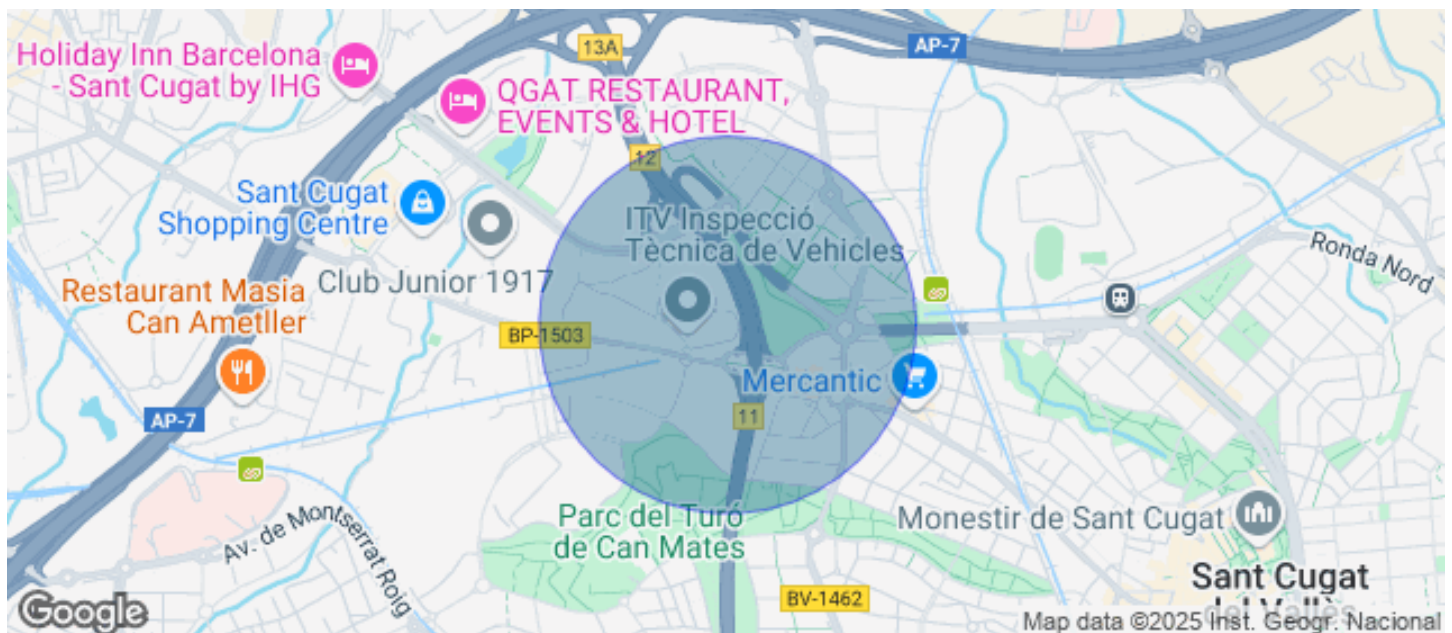 Holiday Inn Barcelona
- Sant Cugat by IHG
13A
AP-7
QGAT RESTAURANT,
EVENTS & HOTEL
12
Sant Cugat
Shopping Centre
ITV Inspecció
Tècnica de Vehicles
Club Junior 1917
Ronda Nord
Restaurant Masia
Can Ametller
BP-1503
Mercantic
AP-7
11
Parc del Turó
de Can Mates
Monestir de Sant Cugat
Av. de Montserrat Roig
Sant Cugat
del Vallès
BV-1462
Google
Map data ©2025 Inst. Geogr. Nacional